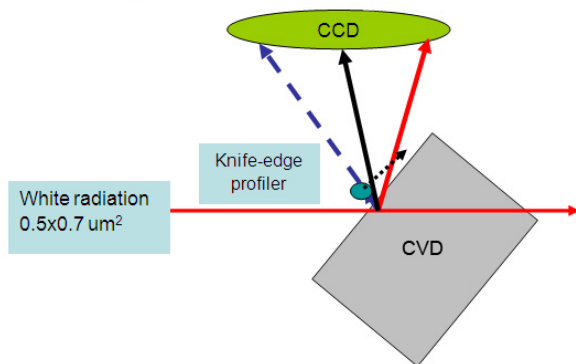 CCD
Knife-edge
profiler
White radiation
0.5x0.7 um²
CVD